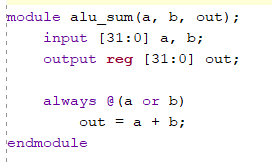 module alu_sum(a, b, out);
    input [31:0] a, b;
    output reg [31:0] out;
    always @(a or b)
        out = a + b;
endmodule